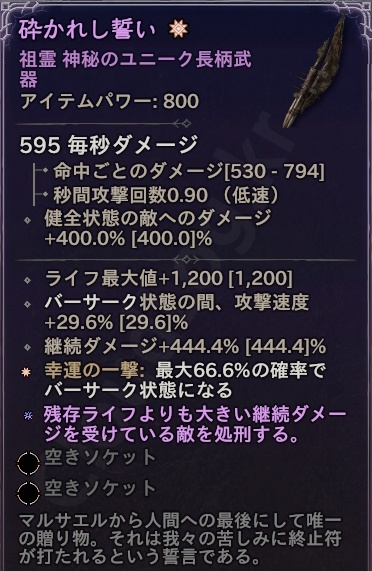 砕かれし誓い
祖霊 神秘のユニーク長柄武
器
アイテムパワー: 800
595 毎秒ダメージ
命中ごとのダメージ[530 - 794]
秒間攻撃回数0.90 （低速）
健全状態の敵へのダメージ
+400.0% [400.0]%
ライフ最大値+1,200 [1,200]
バーサーク状態の間、攻撃速度
+29.6% [29.6]%
継続ダメージ+444.4% [444.4]%
幸運の一撃: 最大66.6%の確率で
バーサーク状態になる
残存ライフよりも大きい継続ダメー
ジを受けている敵を処刑する。
空きソケット
空きソケット
マルサエルから人間への最後にして唯一
の贈り物。それは我々の苦しみに終止符
が打たれるという誓言である。